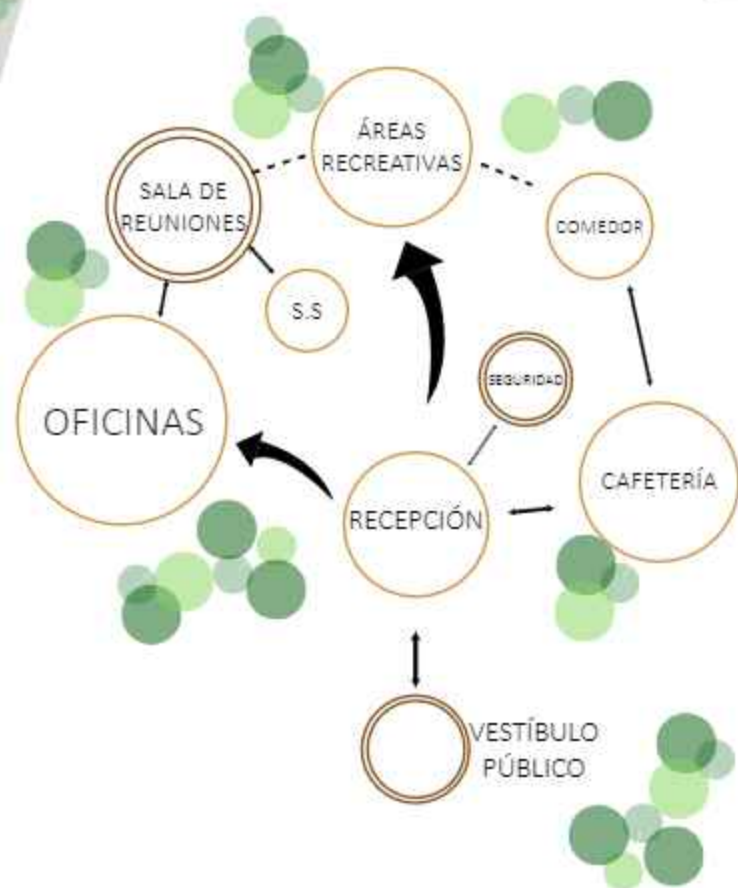 ÁREAS
RECREATIVAS
SALA DE
REUNIONES
COMEDOR
S.S
SEGURIDAD
OFICINAS
CAFETERÍA
RECEPCIÓN
VESTÍBULO
PÚBLICO